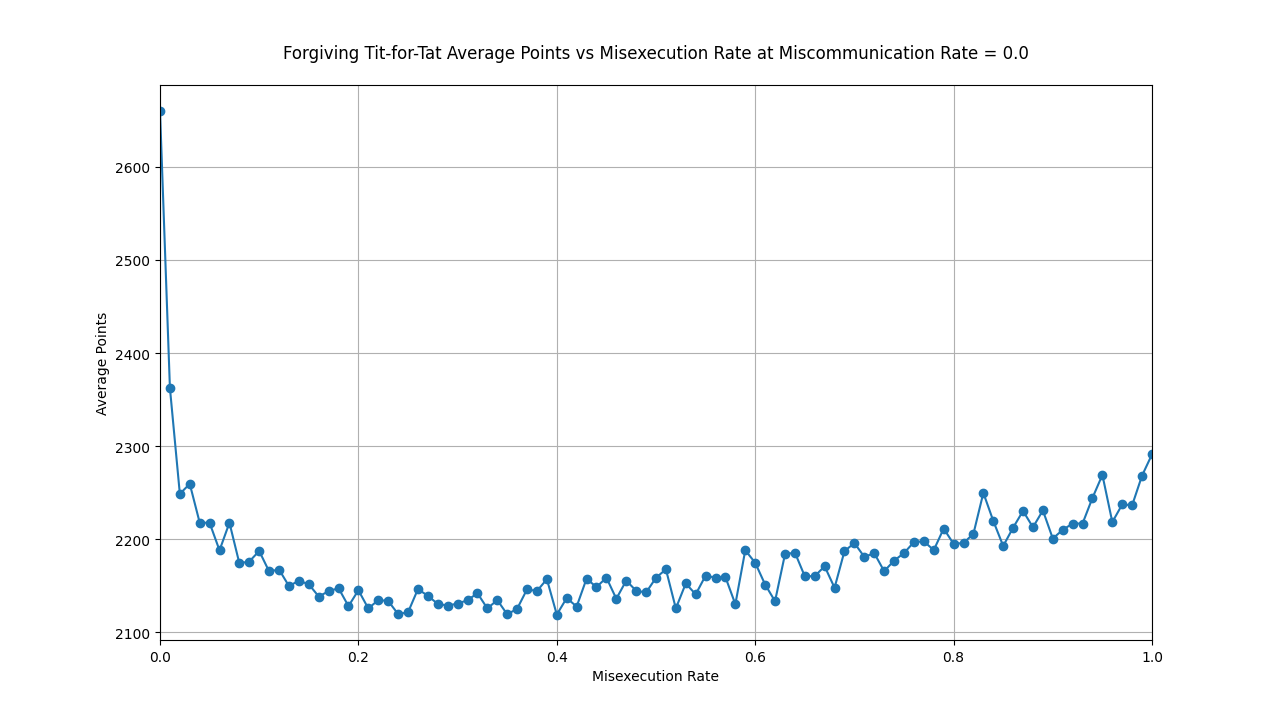 Forgiving Tit-for-Tat Average Points vs Misexecution Rate at Miscommunication Rate = 0.0
2600
2500
2400
2300
2200
2100
Average Points
0.0 0.2 0.4 0.6 0.8 1.0
Misexecution Rate